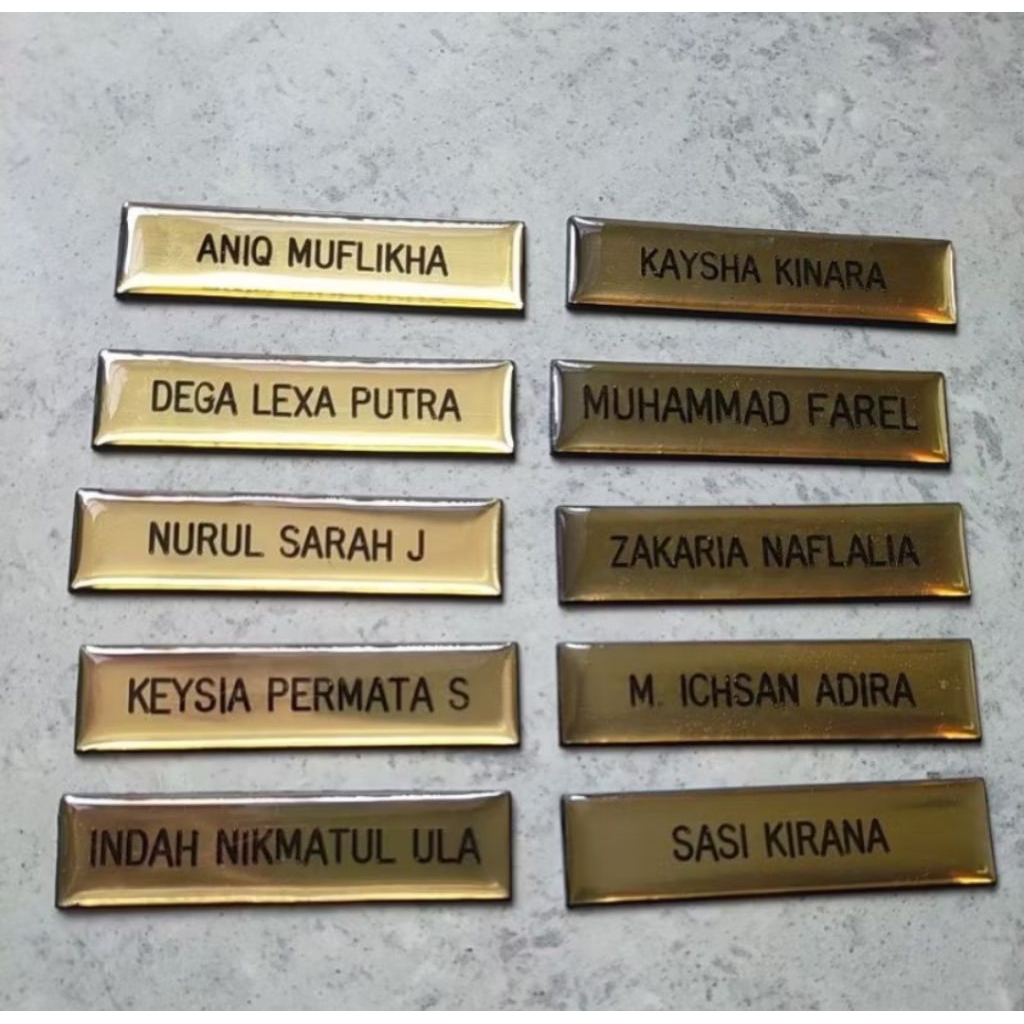 ANIQ MUFLIKHA
KAYSHA KINARA
DEGA LEXA PUTRA
MUHAMMAD FAREL
NURUL SARAH J
ZAKARIA NAFLALIA
KEYSIA PERMATA S
M. ICHSAN ADIRA
INDAH NIKMATUL ULA
SASI KIRANA